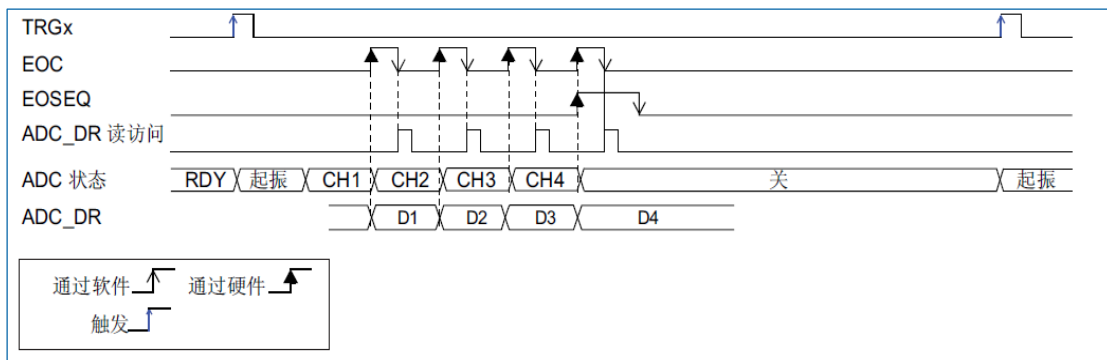 TRGx
EOC
EOSEQ
ADC_DR 读访问
ADC 状态 RDY 起振 CH1 CH2 CH3 CH4 关 起振
ADC_DR D1 D2 D3 D4
通过软件 通过硬件
触发